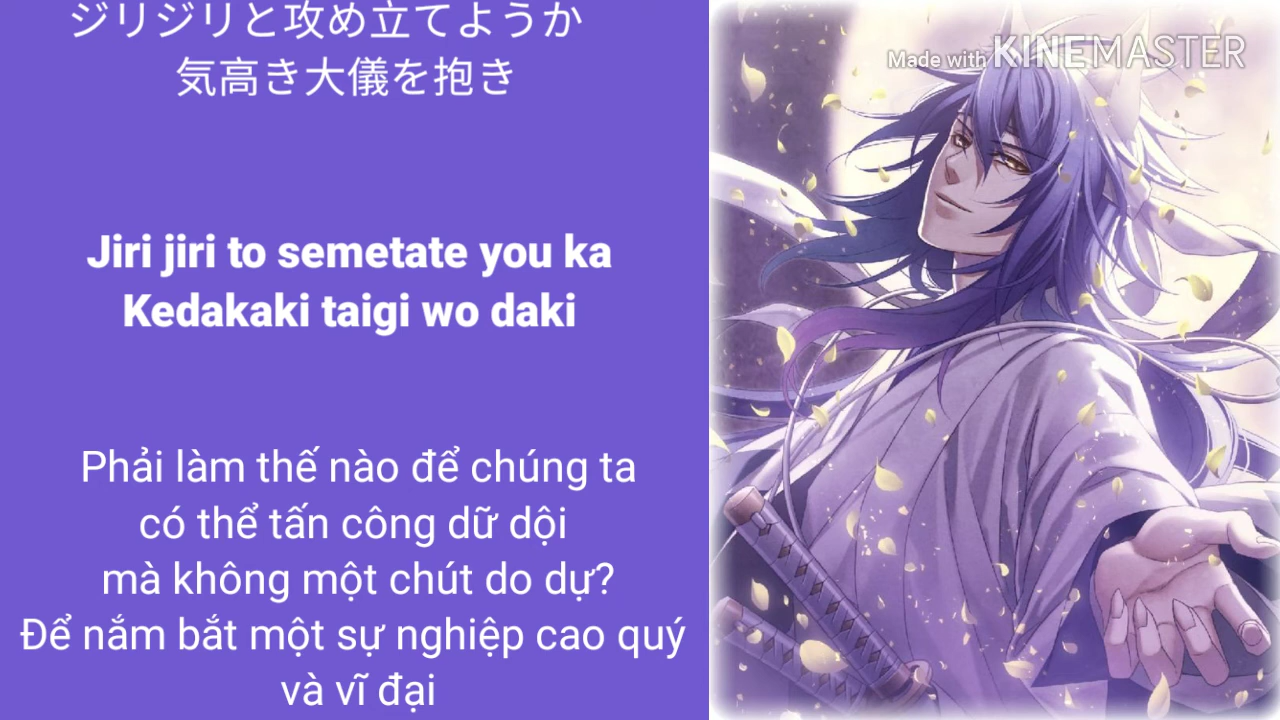 ジリジリと攻め立てようか
気高き大儀を抱き
Jiri jiri to semetate you ka
Kedakaki taigi wo daki
Phải làm thế nào để chúng ta
có thể tấn công dữ dội
mà không một chút do dự?
Để nắm bắt một sự nghiệp cao quý
và vĩ đại
Made with KINEMASTER